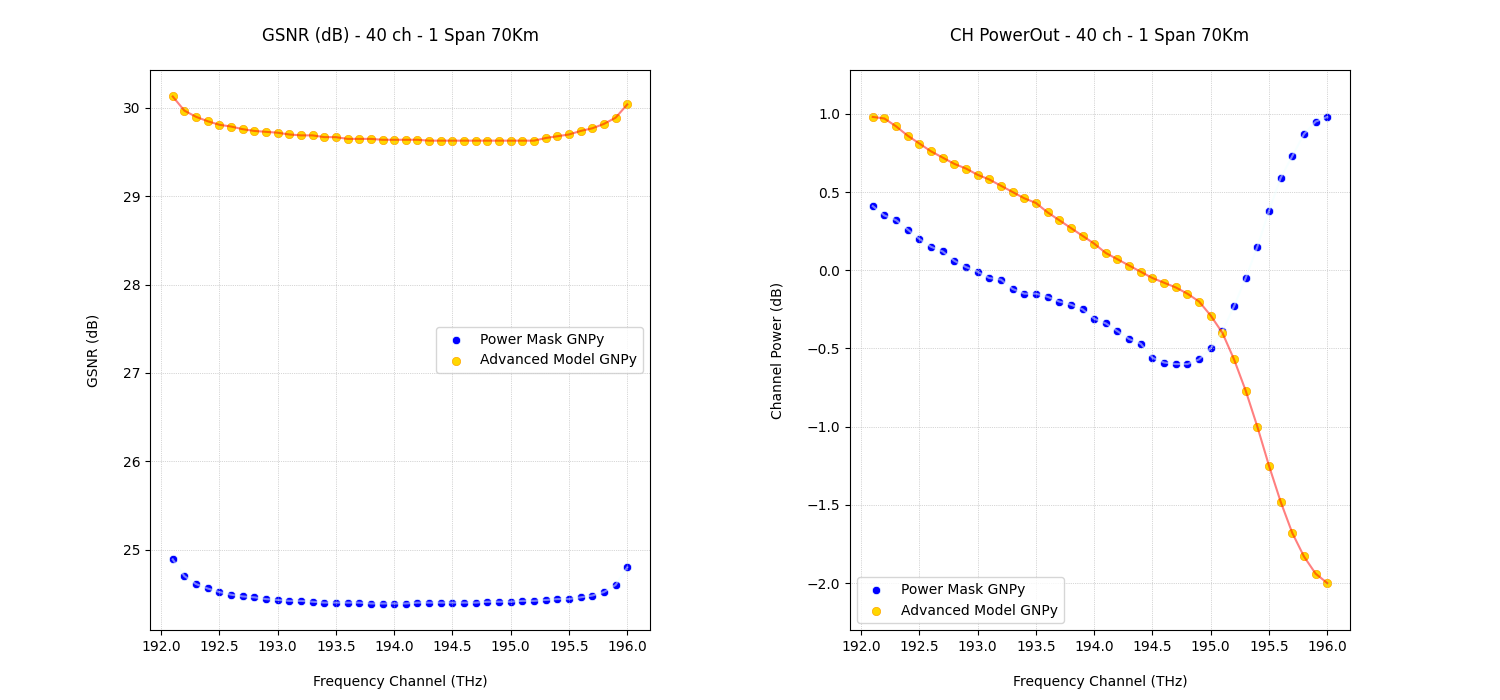 GSNR (dB) - 40 ch - 1 Span 70Km
GSNR (dB)
30
29
28
27
26
25
Power Mask GNPy
Advanced Model GNPy
192.0 192.5 193.0 193.5 194.0 194.5 195.0 195.5 196.0
Frequency Channel (THz)
CH PowerOut - 40 ch - 1 Span 70Km
Channel Power (dB)
1.0
0.5
0.0
−0.5
−1.0
−1.5
−2.0
Power Mask GNPy
Advanced Model GNPy
192.0 192.5 193.0 193.5 194.0 194.5 195.0 195.5 196.0
Frequency Channel (THz)